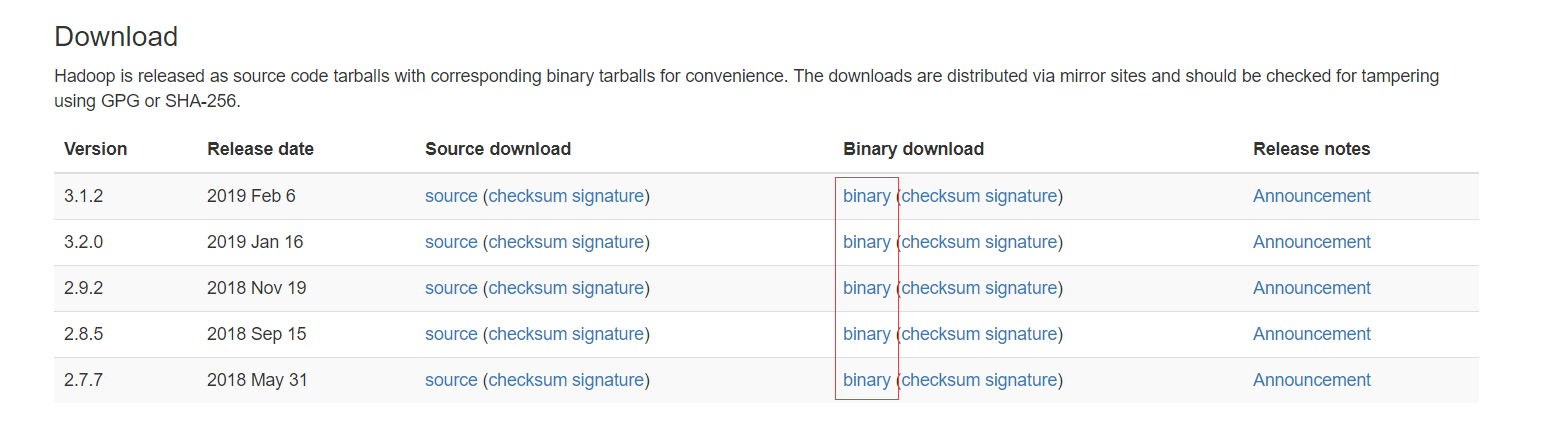 Download
Hadoop is released as source code tarballs with corresponding binary tarballs for convenience. The downloads are distributed via mirror sites and should be checked for tampering
using GPG or SHA-256.
Version Release date Source download Binary download Release notes
3.1.2 2019 Feb 6 source (checksum signature) binary (checksum signature) Announcement
3.2.0 2019 Jan 16 source (checksum signature) binary (checksum signature) Announcement
2.9.2 2018 Nov 19 source (checksum signature) binary (checksum signature) Announcement
2.8.5 2018 Sep 15 source (checksum signature) binary (checksum signature) Announcement
2.7.7 2018 May 31 source (checksum signature) binary (checksum signature) Announcement